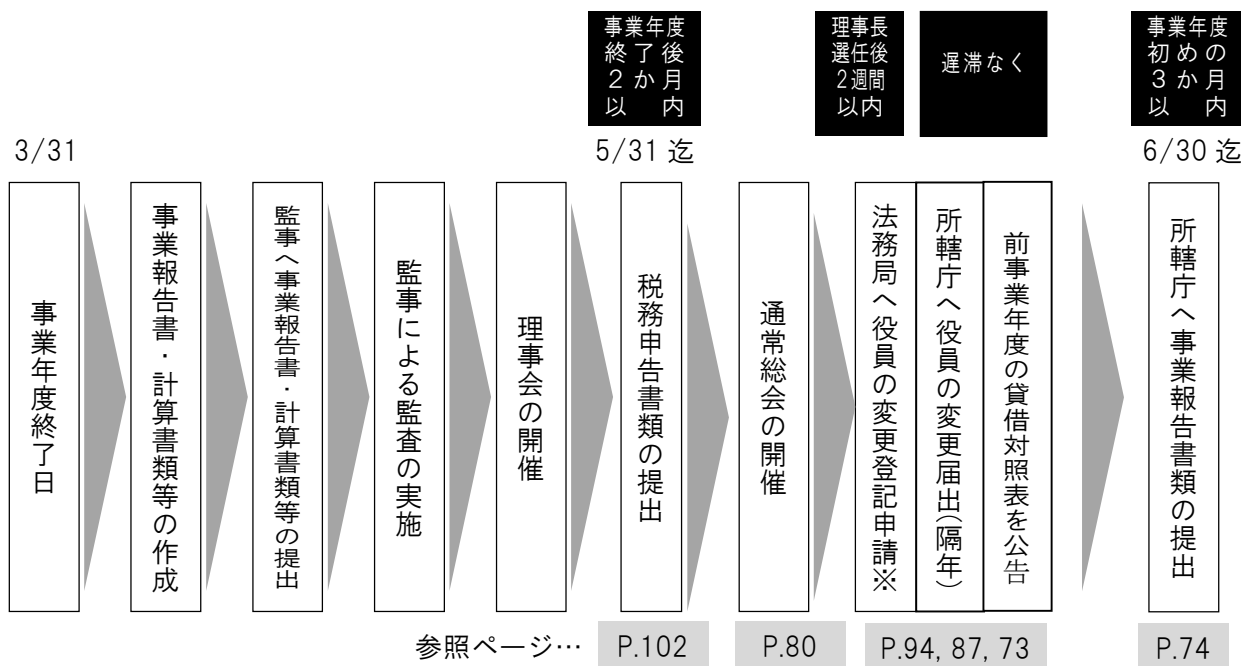 事業年度
終了後
2か月
以内
理事長
選任後
2週間
以内
遅滞なく
事業年度
初めの
3か月
以内
3/31
5/31 迄
6/30 迄
事業年度終了日
事業報告書・計算書類等の作成
監事へ事業報告書・計算書類等の提出
監事による監査の実施
理事会の開催
税務申告書類の提出
通常総会の開催
法務局へ役員の変更登記申請※
所轄庁へ役員の変更届出(隔年)
前事業年度の貸借対照表を公告
所轄庁へ事業報告書類の提出
参照ページ… P.102 P.80 P.94, 87, 73 P.74